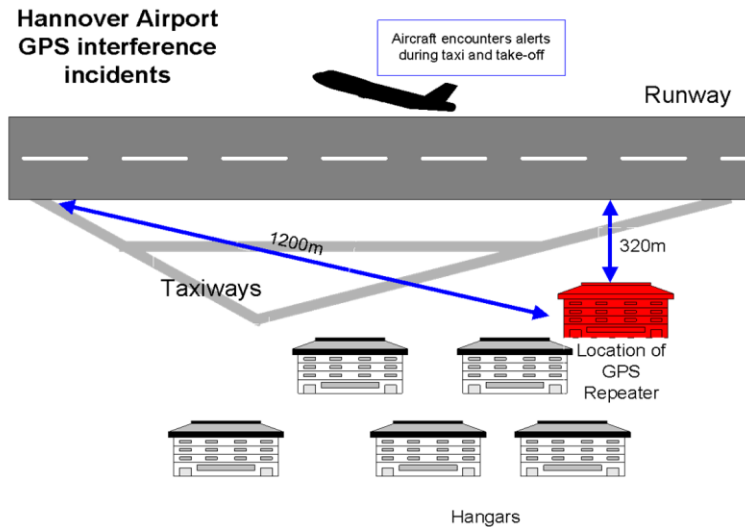 Hannover Airport
GPS interference
incidents
Aircraft encounters alerts
during taxi and take-off
Runway
1200m
320m
Taxiways
Location of
GPS
Repeater
Hangars